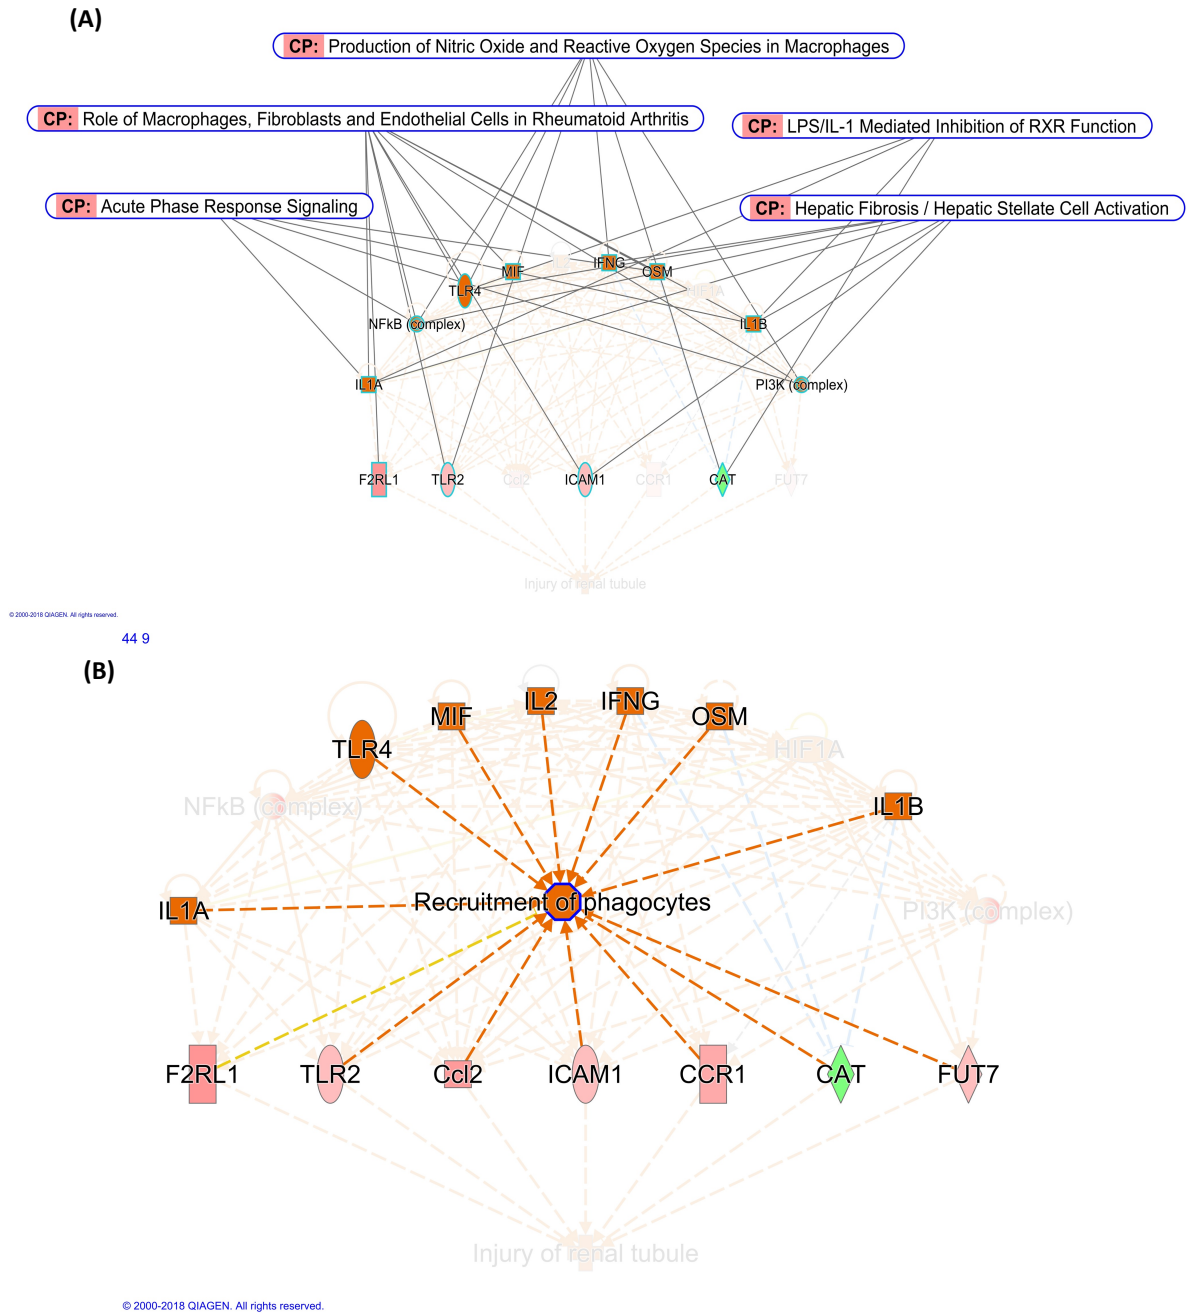 (A)
CP: Production of Nitric Oxide and Reactive Oxygen Species in Macrophages
CP: Role of Macrophages, Fibroblasts and Endothelial Cells in Rheumatoid Arthritis
CP: LPS/IL-1 Mediated Inhibition of RXR Function
CP: Acute Phase Response Signaling
CP: Hepatic Fibrosis / Hepatic Stellate Cell Activation
MIF
IFNG
OSM
TLR4
NFkB (complex)
IL1B
IL1A
PI3K (complex)
F2RL1
TLR2
Ccl2
ICAM1
CCR1
CAT
FUT7
Injury of renal tubule
© 2000-2018 QIAGEN. All rights reserved.
44 9
(B)
TLR4
MIF
IL2
IFNG
OSM
HIF1A
NFkB (complex)
IL1B
IL1A
Recruitment of phagocytes
PI3K (complex)
F2RL1
TLR2
Ccl2
ICAM1
CCR1
CAT
FUT7
Injury of renal tubule
© 2000-2018 QIAGEN. All rights reserved.